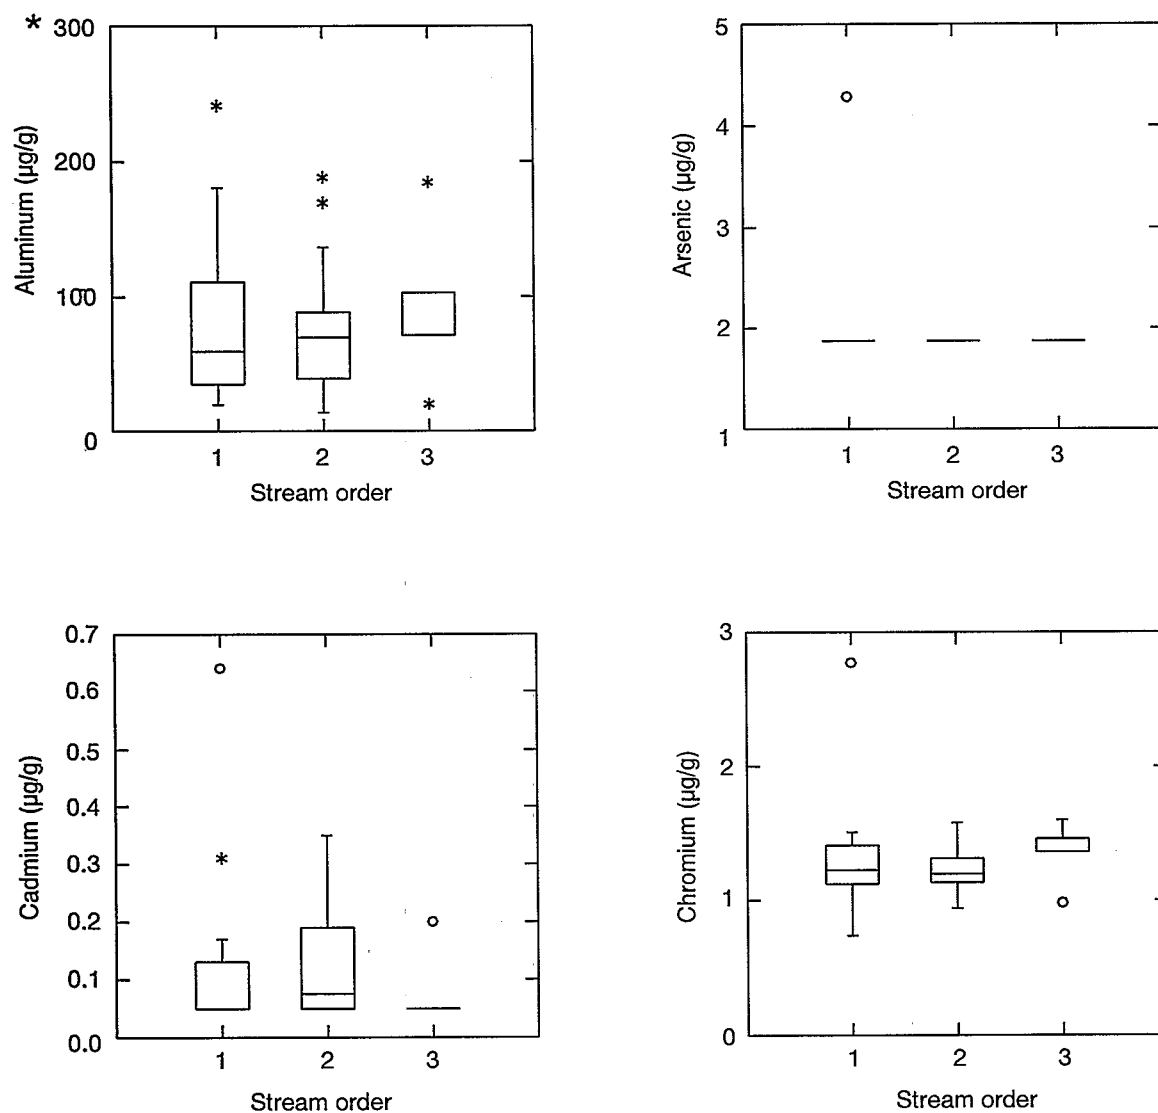 * 300
200
100
0
Aluminum (µg/g)
1 2 3
Stream order
5
4
3
2
1
Arsenic (µg/g)
1 2 3
Stream order
0.7
0.6
0.5
0.4
0.3
0.2
0.1
0.0
Cadmium (µg/g)
1 2 3
Stream order
3
2
1
0
Chromium (µg/g)
1 2 3
Stream order